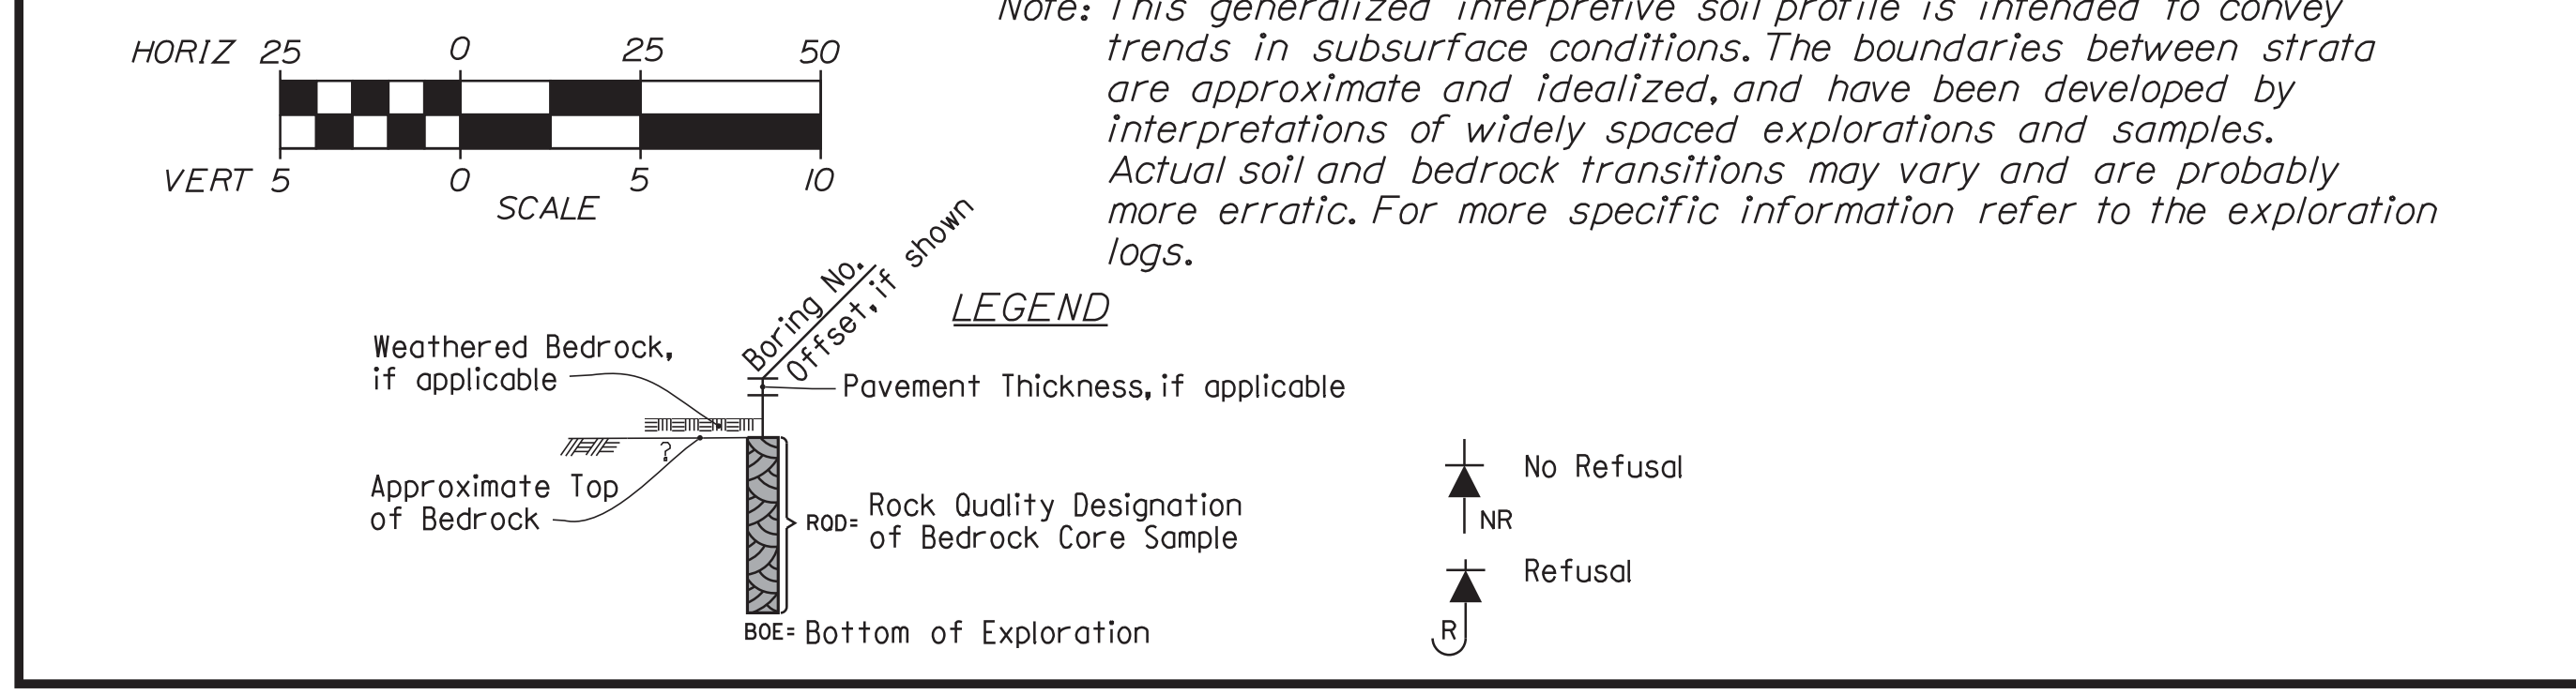 Note: This generalized interpretive soil profile is intended to convey
trends in subsurface conditions. The boundaries between strata
are approximate and idealized, and have been developed by
interpretations of widely spaced explorations and samples.
Actual soil and bedrock transitions may vary and are probably
more erratic. For more specific information refer to the exploration
logs.
HORIZ 25 0 25 50
VERT 5 0 5 10
SCALE
LEGEND
Boring No.
Offset, if shown
Weathered Bedrock,
if applicable
Pavement Thickness, if applicable
?
Approximate Top
of Bedrock
RQD= Rock Quality Designation
of Bedrock Core Sample
BOE= Bottom of Exploration
No Refusal
NR
Refusal
R